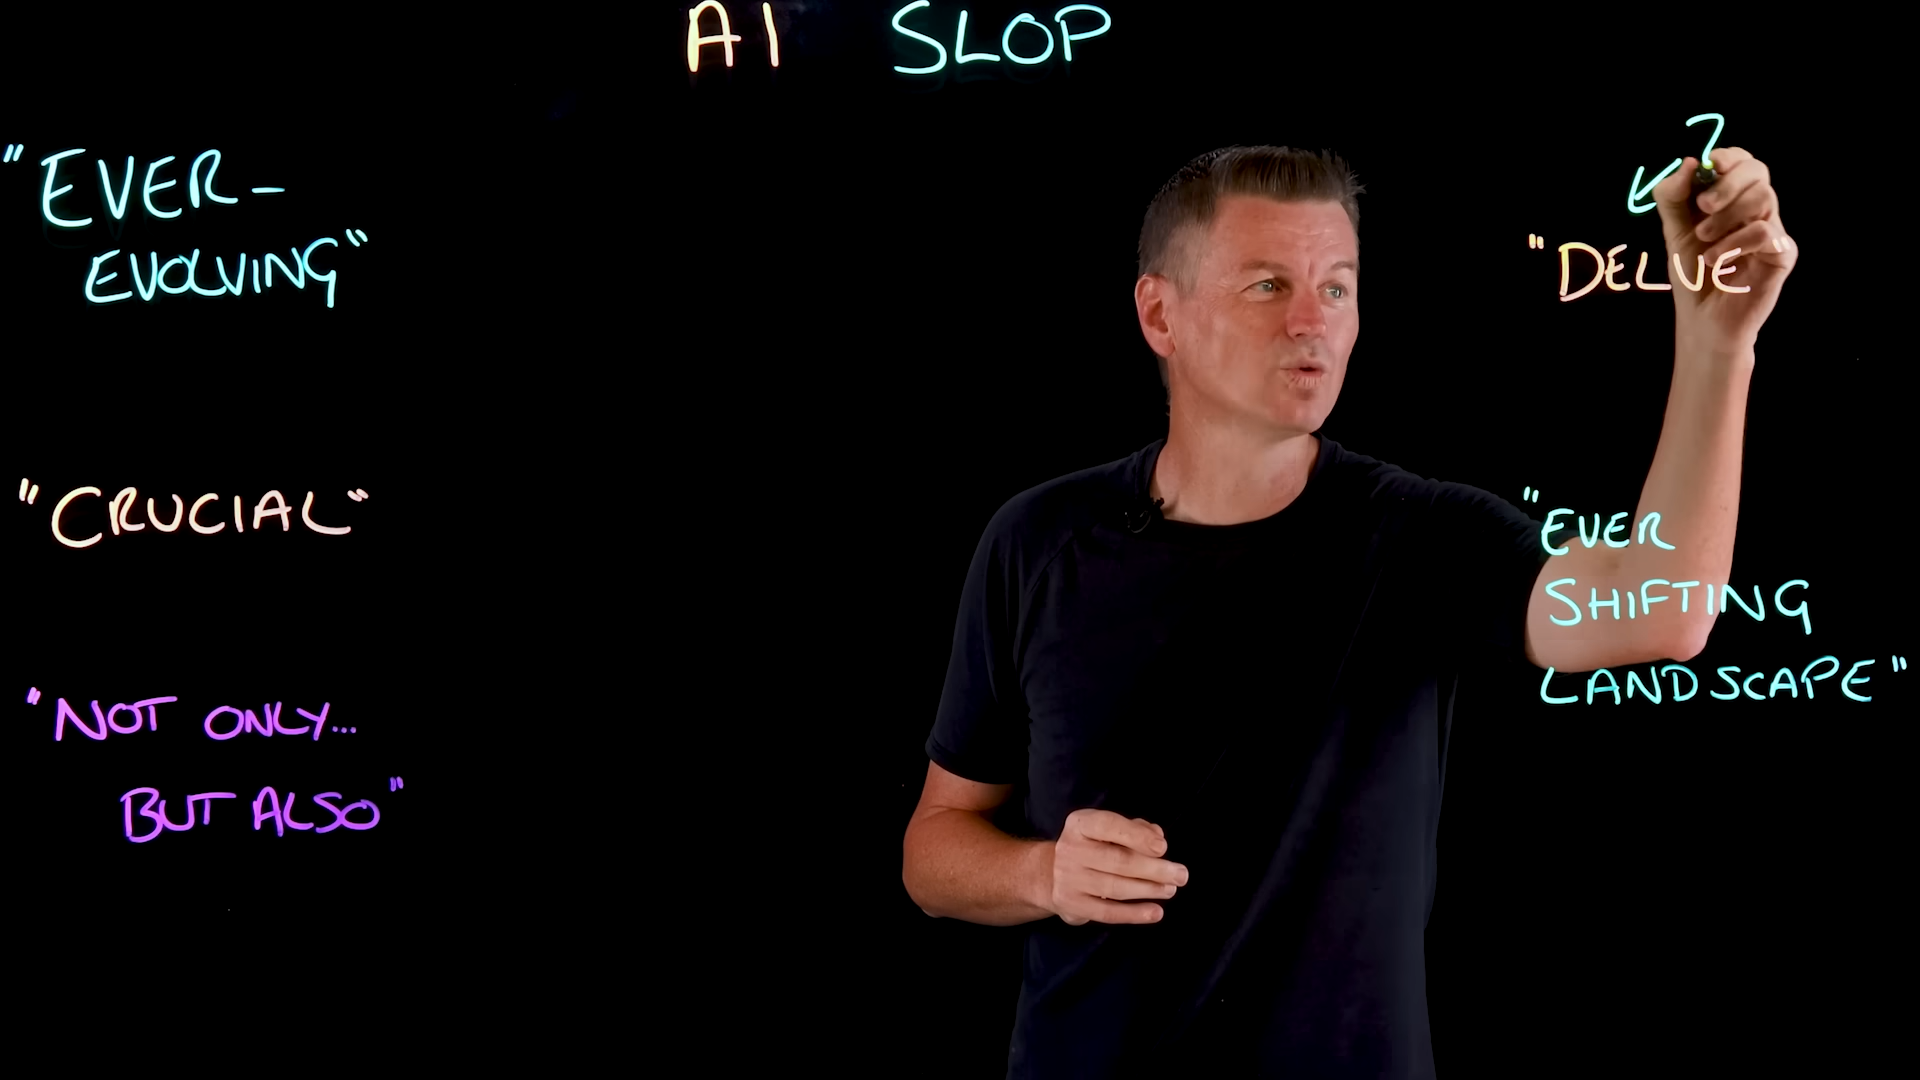 AI SLOP
"EVER-
EVOLVING"
"CRUCIAL"
"NOT ONLY...
BUT ALSO"
?
"DELVE"
"EVER
SHIFTING
LANDSCAPE"